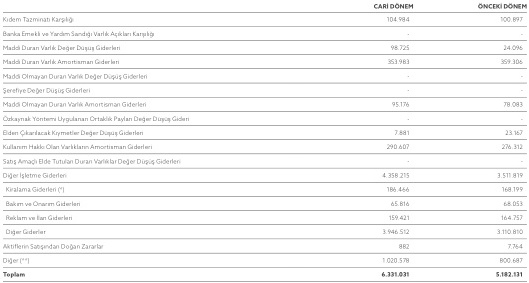 CARİ DÖNEM ÖNCEKİ DÖNEM
Kıdem Tazminatı Karşılığı 104.984 100.897
Banka Emekli ve Yardım Sandığı Varlık Açıkları Karşılığı - -
Maddi Duran Varlık Değer Düşüş Giderleri 98.725 24.096
Maddi Duran Varlık Amortisman Giderleri 353.983 359.306
Maddi Olmayan Duran Varlık Değer Düşüş Giderleri - -
Şerefiye Değer Düşüş Giderleri - -
Maddi Olmayan Duran Varlık Amortisman Giderleri 95.176 78.083
Özkaynak Yöntemi Uygulanan Ortaklık Payları Değer Düşüş Gideri - -
Elden Çıkarılacak Kıymetler Değer Düşüş Giderleri 7.881 23.167
Kullanım Hakkı Olan Varlıkların Amortisman Giderleri 290.607 276.312
Satış Amaçlı Elde Tutulan Duran Varlıklar Değer Düşüş Giderleri - -
Diğer İşletme Giderleri 4.358.215 3.511.819
Kiralama Giderleri (*) 186.466 168.199
Bakım ve Onarım Giderleri 65.816 68.053
Reklam ve İlan Giderleri 159.421 164.757
Diğer Giderler 3.946.512 3.110.810
Aktiflerin Satışından Doğan Zararlar 882 7.764
Diğer (**) 1.020.578 800.687
Toplam 6.331.031 5.182.131